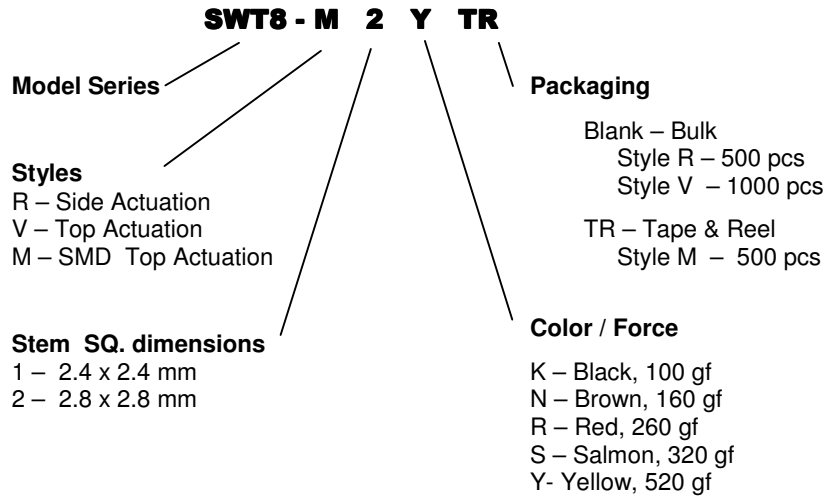 SWT8 - M 2 Y TR
Model Series
Styles
R – Side Actuation
V – Top Actuation
M – SMD Top Actuation
Stem SQ. dimensions
1 – 2.4 x 2.4 mm
2 – 2.8 x 2.8 mm
Packaging
Blank – Bulk
Style R – 500 pcs
Style V – 1000 pcs
TR – Tape & Reel
Style M – 500 pcs
Color / Force
K – Black, 100 gf
N – Brown, 160 gf
R – Red, 260 gf
S – Salmon, 320 gf
Y- Yellow, 520 gf